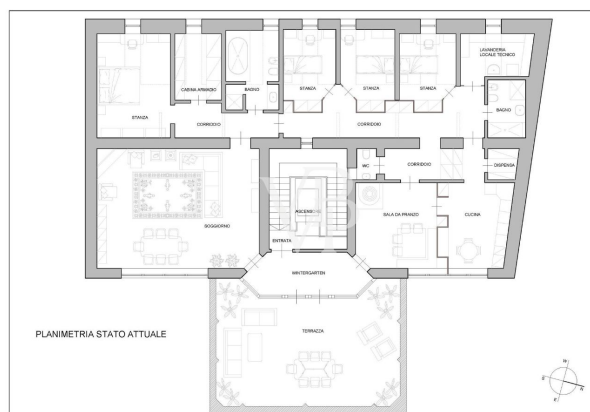 LAVANDERIA
LOCALE TECNICO
CABINA ARMADIO
BAGNO
STANZA
STANZA
STANZA
BAGNO
STANZA
CORRIDOIO
CORRIDOIO
WC
CORRIDOIO
DISPENSA
ASCENSORE
SOGGIORNO
SALA DA PRANZO
CUCINA
ENTRATA
WINTERGARTEN
TERRAZZA
PLANIMETRIA STATO ATTUALE